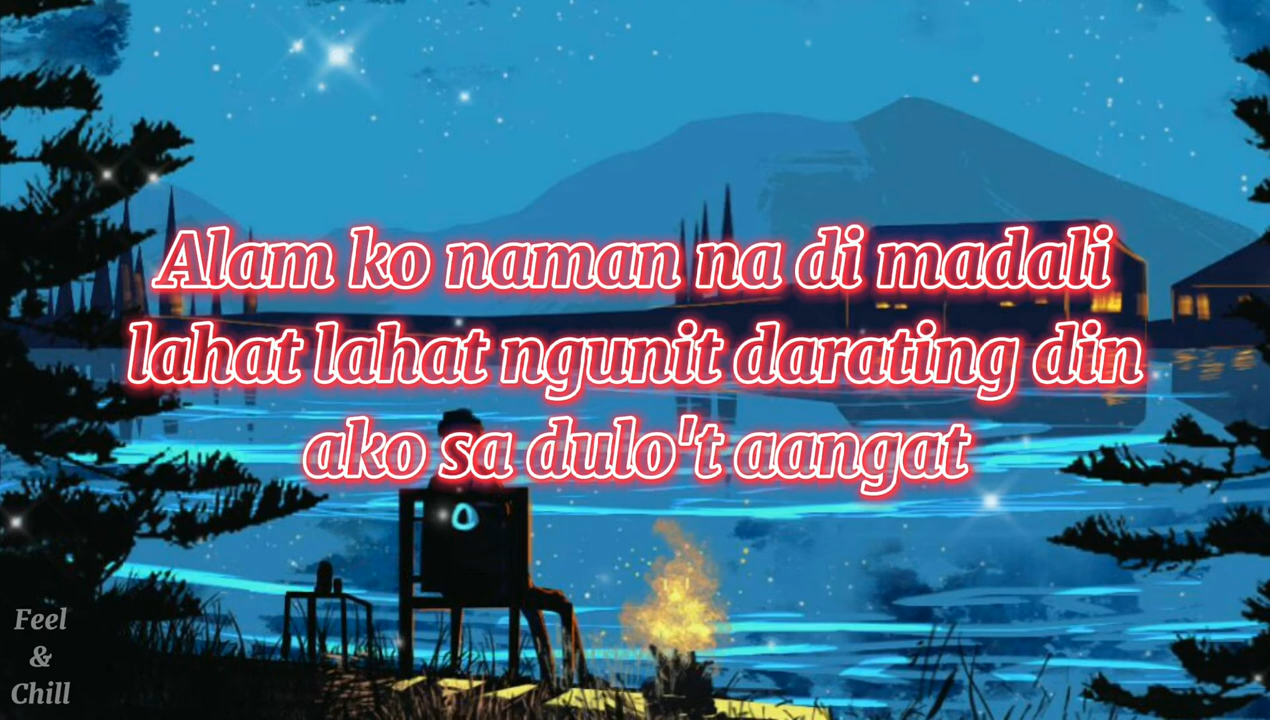 Alam ko naman na di madali
lahat lahat ngunit darating din
ako sa dulo't aangat
Feel
&
Chill